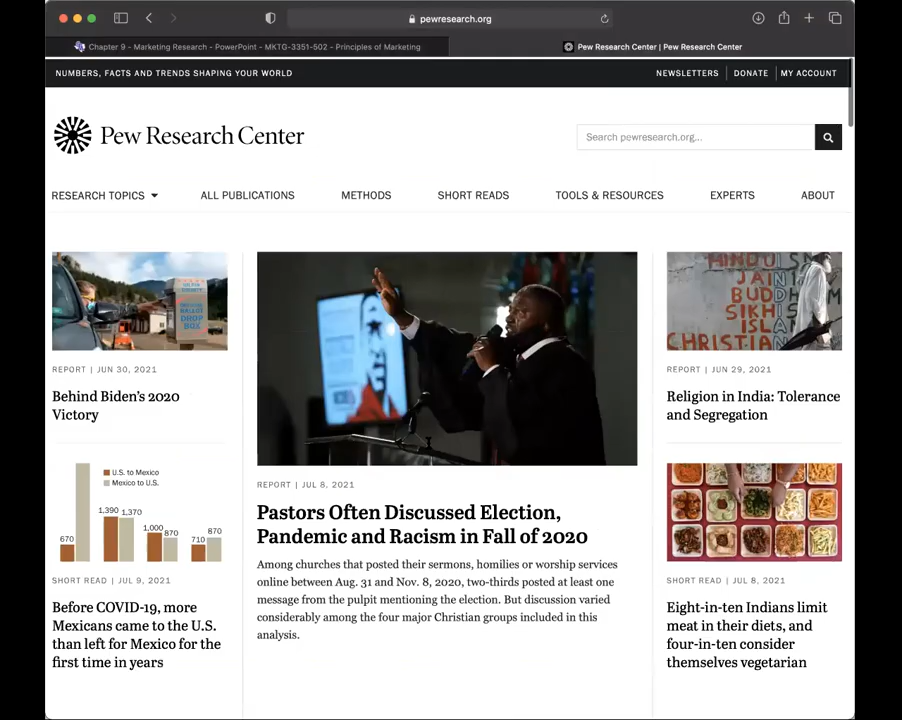 pewresearch.org
Chapter 9 - Marketing Research - PowerPoint - MKTG-3351-502 - Principles of Marketing
Pew Research Center | Pew Research Center
NUMBERS, FACTS AND TRENDS SHAPING YOUR WORLD
NEWSLETTERS | DONATE | MY ACCOUNT
Pew Research Center
Search pewresearch.org...
RESEARCH TOPICS
ALL PUBLICATIONS
METHODS
SHORT READS
TOOLS & RESOURCES
EXPERTS
ABOUT
BALLOT
DROP
BOX
REPORT | JUN 30, 2021
Behind Biden's 2020
Victory
U.S. to Mexico
Mexico to U.S.
670
1,390
1,370
1,000
870
710
870
SHORT READ | JUL 9, 2021
Before COVID-19, more
Mexicans came to the U.S.
than left for Mexico for the
first time in years
REPORT | JUL 8, 2021
Pastors Often Discussed Election,
Pandemic and Racism in Fall of 2020
Among churches that posted their sermons, homilies or worship services
online between Aug. 31 and Nov. 8, 2020, two-thirds posted at least one
message from the pulpit mentioning the election. But discussion varied
considerably among the four major Christian groups included in this
analysis.
HINDU
JAIN
BUDDH
SIKH
ISLA
CHRISTIAN
REPORT | JUN 29, 2021
Religion in India: Tolerance
and Segregation
SHORT READ | JUL 8, 2021
Eight-in-ten Indians limit
meat in their diets, and
four-in-ten consider
themselves vegetarian